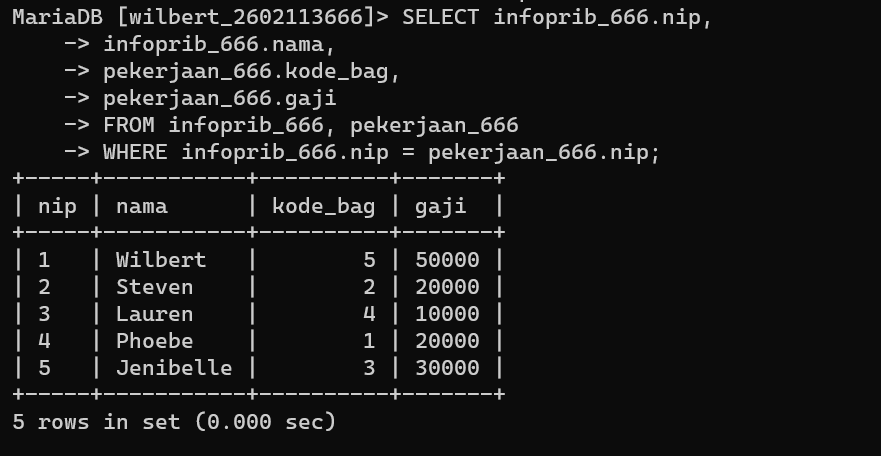 MariaDB [wilbert_2602113666]> SELECT infoprib_666.nip,
    -> infoprib_666.nama,
    -> pekerjaan_666.kode_bag,
    -> pekerjaan_666.gaji
    -> FROM infoprib_666, pekerjaan_666
    -> WHERE infoprib_666.nip = pekerjaan_666.nip;
+-----+-----------+----------+-------+
| nip | nama      | kode_bag | gaji  |
+-----+-----------+----------+-------+
| 1   | Wilbert   |        5 | 50000 |
| 2   | Steven    |        2 | 20000 |
| 3   | Lauren    |        4 | 10000 |
| 4   | Phoebe    |        1 | 20000 |
| 5   | Jenibelle |        3 | 30000 |
+-----+-----------+----------+-------+
5 rows in set (0.000 sec)